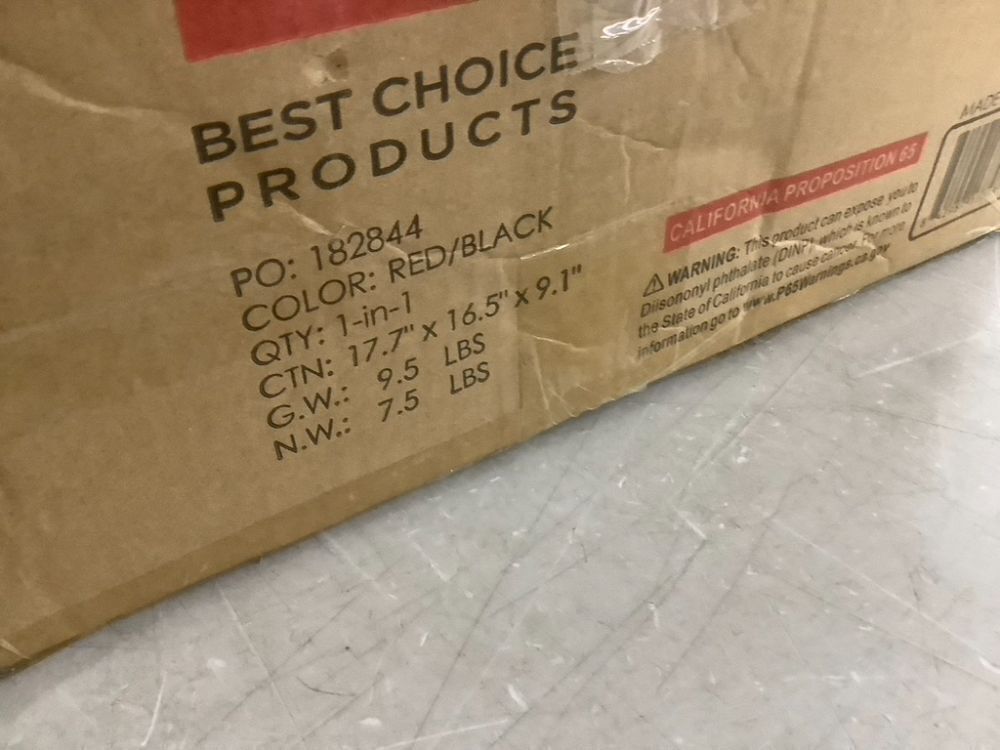 BEST CHOICE
PRODUCTS
PO: 182844
COLOR: RED/BLACK
QTY: 1-in-1
CTN: 17.7" x 16.5" x 9.1"
G.W.: 9.5 LBS
N.W.: 7.5 LBS
CALIFORNIA PROPOSITION 65
WARNING: This product can expose you to
Diisononyl phthalate (DINP), which is known to
the State of California to cause cancer. For more
information go to www.P65Warnings.ca.gov
MADE